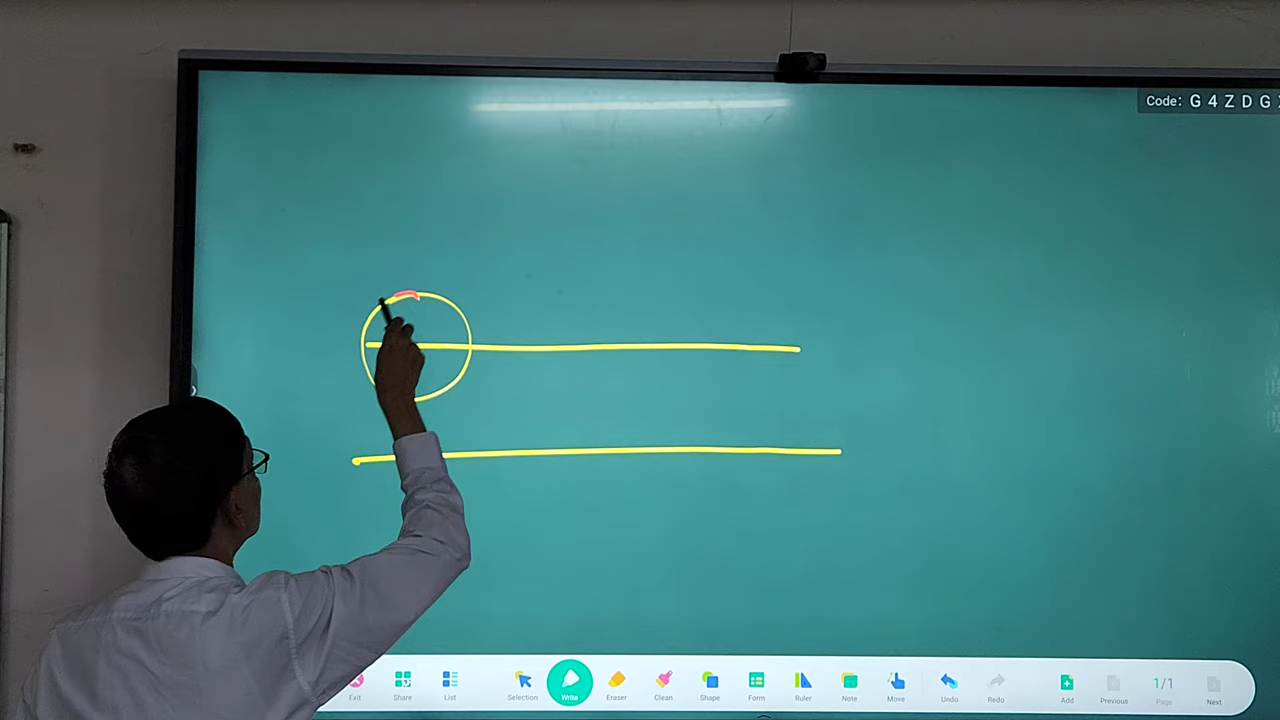 Code: G 4 Z D G
Exit Share List Selection Write Eraser Clean Shape Form Ruler Note Move Undo Redo Add Previous 1/1 Page Next